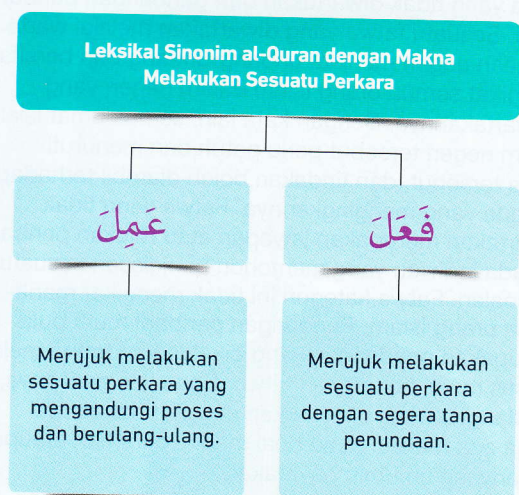 Leksikal Sinonim al-Quran dengan Makna
Melakukan Sesuatu Perkara
عَمِلَ
فَعَلَ
Merujuk melakukan
sesuatu perkara yang
mengandungi proses
dan berulang-ulang.
Merujuk melakukan
sesuatu perkara
dengan segera tanpa
penundaan.